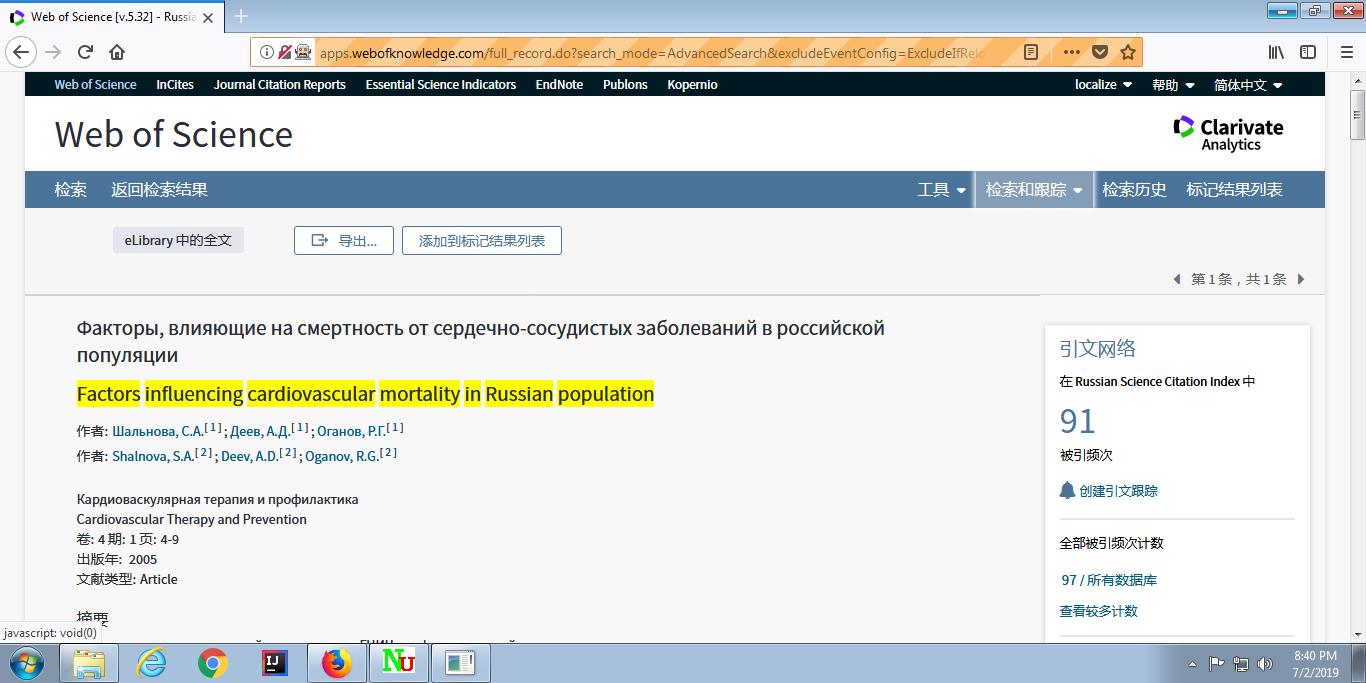 Web of Science [v.5.32] - Russia
apps.webofknowledge.com/full_record.do?search_mode=AdvancedSearch&excludeEventConfig=ExcludeIfRelo
Web of Science InCites Journal Citation Reports Essential Science Indicators EndNote Publons Kopernio localize 帮助 简体中文
Web of Science
Clarivate
Analytics
检索 返回检索结果 工具 检索和跟踪 检索历史 标记结果列表
eLibrary 中的全文 导出... 添加到标记结果列表
第 1 条，共 1 条
Факторы, влияющие на смертность от сердечно-сосудистых заболеваний в российской
популяции
Factors influencing cardiovascular mortality in Russian population
作者: Шальнова, С.А.[1]; Деев, А.Д.[1]; Оганов, Р.Г.[1]
作者: Shalnova, S.A.[2]; Deev, A.D.[2]; Oganov, R.G.[2]
Кардиоваскулярная терапия и профилактика
Cardiovascular Therapy and Prevention
卷: 4 期: 1 页: 4-9
出版年: 2005
文献类型: Article
摘要
引文网络
在 Russian Science Citation Index 中
91
被引频次
创建引文跟踪
全部被引频次计数
97 / 所有数据库
查看较多计数
javascript: void(0)
IJ
NU
8:40 PM
7/2/2019